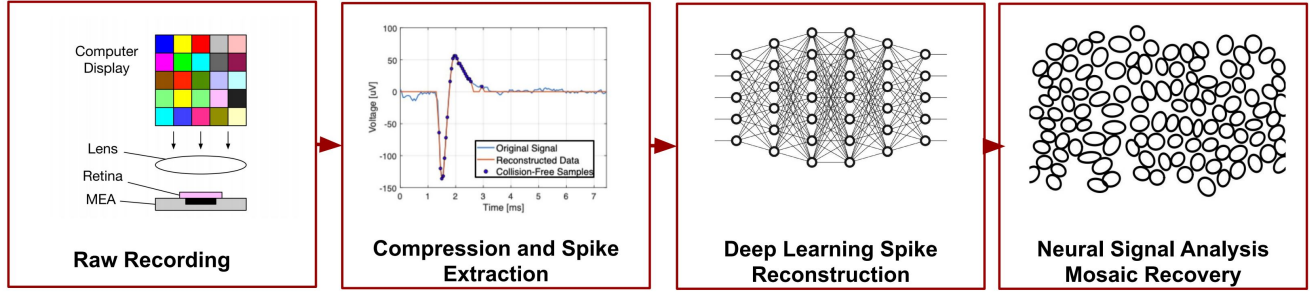 Computer
Display
Lens
Retina
MEA
Raw Recording
100
50
0
-50
-100
-150
Voltage [uV]
Original Signal
Reconstructed Data
Collision-Free Samples
0 1 2 3 4 5 6 7
Time [ms]
Compression and Spike
Extraction
Deep Learning Spike
Reconstruction
Neural Signal Analysis
Mosaic Recovery